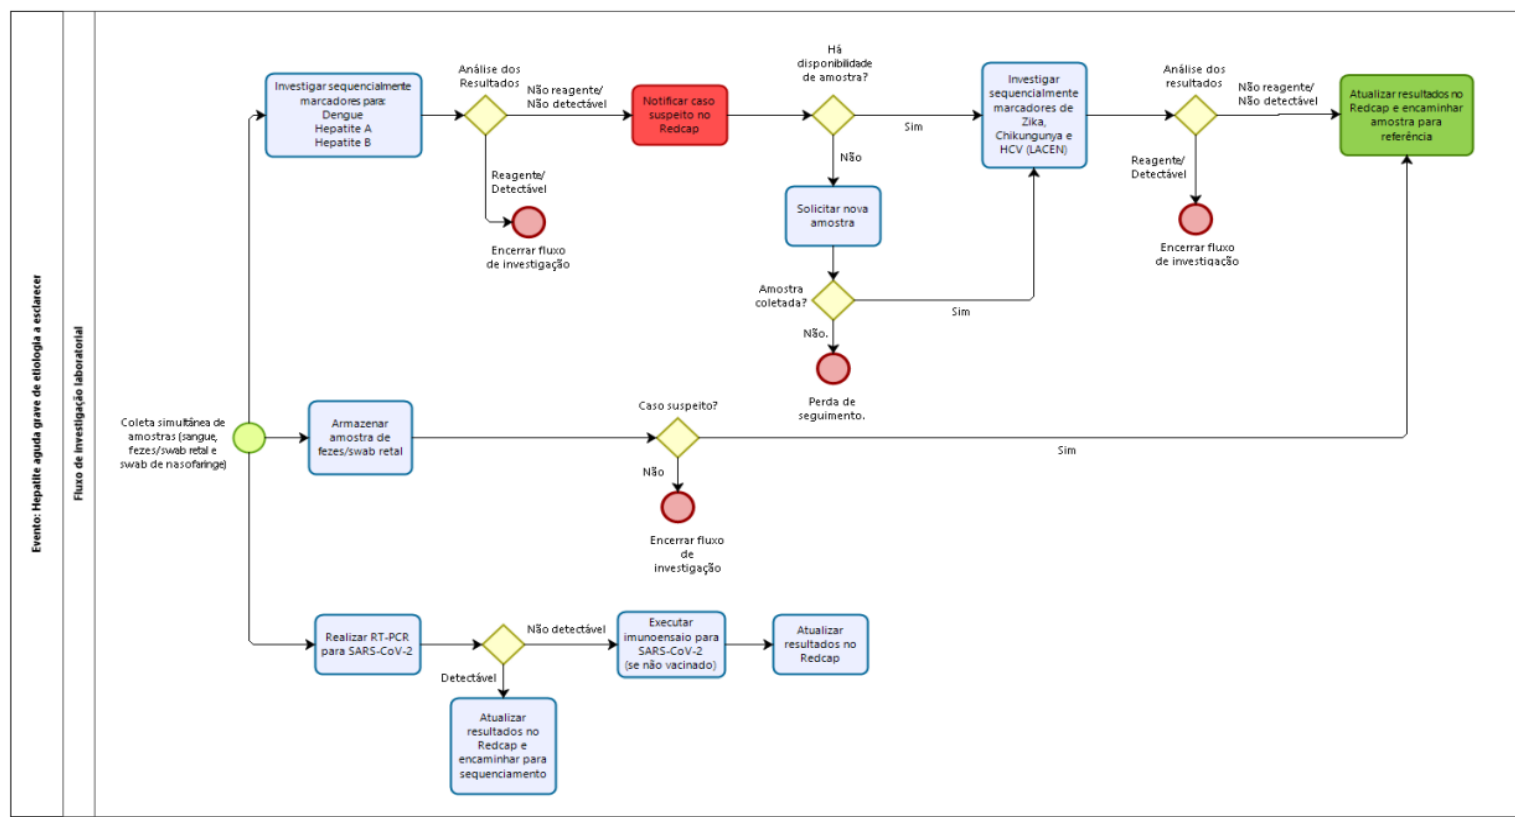 Evento: Hepatite aguda grave de etiologia a esclarecer
Fluxo de investigação laboratorial
Coleta simultânea de
amostras (sangue,
fezes/swab retal e
swab de nasofaringe)
Investigar sequencialmente
marcadores para:
Dengue
Hepatite A
Hepatite B
Análise dos
Resultados
Não reagente/
Não detectável
Reagente/
Detectável
Encerrar fluxo
de investigação
Notificar caso
suspeito no
Redcap
Há
disponibilidade
de amostra?
Sim
Não
Solicitar nova
amostra
Amostra
coletada?
Sim
Não.
Perda de
seguimento.
Investigar
sequencialmente
marcadores de
Zika,
Chikungunya e
HCV (LACEN)
Análise dos
resultados
Não reagente/
Não detectável
Reagente/
Detectável
Encerrar fluxo
de investigação
Atualizar resultados no
Redcap e encaminhar
amostra para
referência
Armazenar
amostra de
fezes/swab retal
Caso suspeito?
Sim
Não
Encerrar fluxo
de
investigação
Realizar RT-PCR
para SARS-CoV-2
Não detectável
Detectável
Atualizar
resultados no
Redcap e
encaminhar para
sequenciamento
Executar
imunoensaio para
SARS-CoV-2
(se não vacinado)
Atualizar
resultados no
Redcap